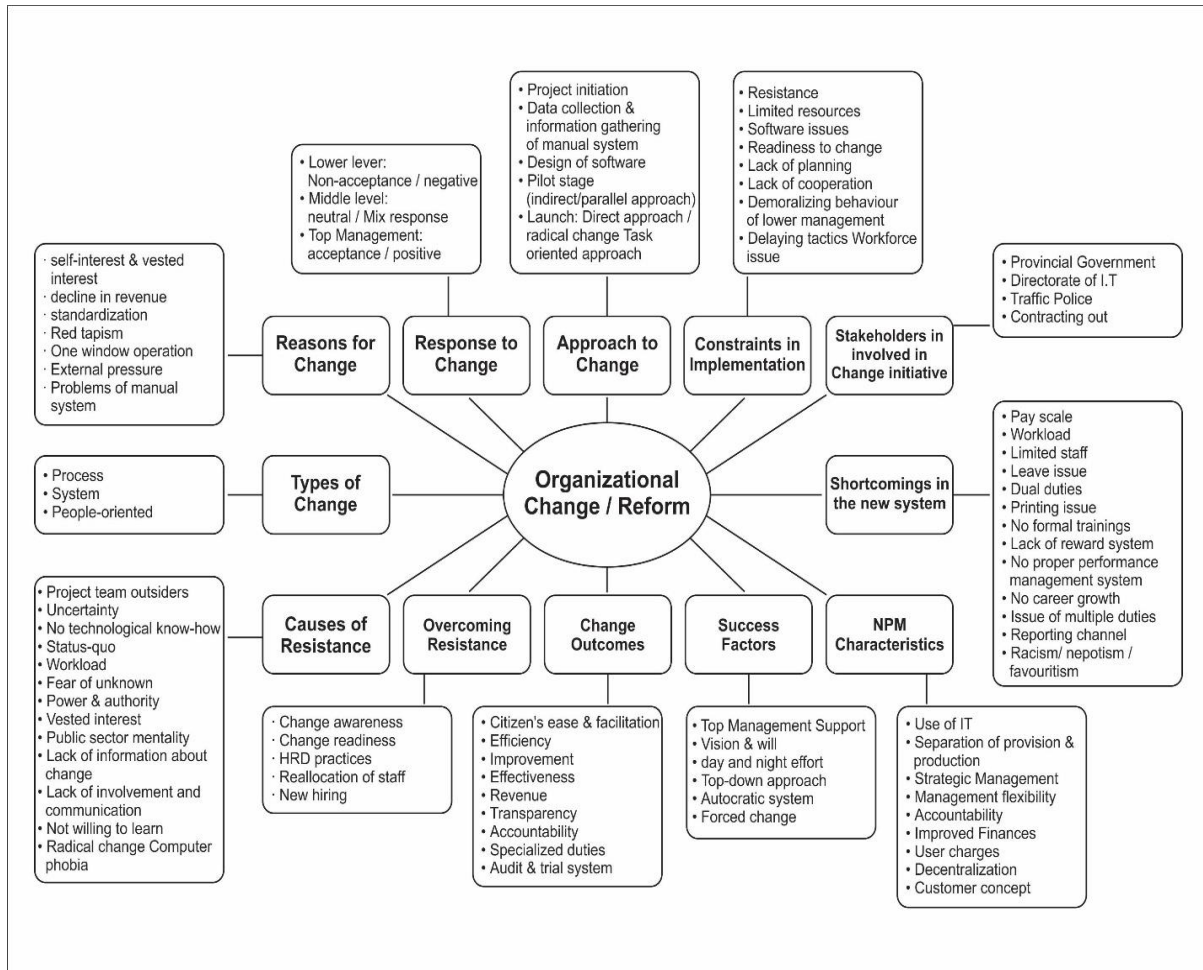 • Project initiation
• Data collection &
information gathering
of manual system
• Design of software
• Pilot stage
(indirect/parallel approach)
• Launch: Direct approach /
radical change Task
oriented approach
• Resistance
• Limited resources
• Software issues
• Readiness to change
• Lack of planning
• Lack of cooperation
• Demoralizing behaviour
of lower management
• Delaying tactics Workforce
issue
• Lower lever:
Non-acceptance / negative
• Middle level:
neutral / Mix response
• Top Management:
acceptance / positive
· self-interest & vested
interest
· decline in revenue
· standardization
· Red tapism
· One window operation
· External pressure
· Problems of manual
system
• Provincial Government
• Directorate of I.T
• Traffic Police
• Contracting out
Reasons for
Change
Response to
Change
Approach to
Change
Constraints in
Implementation
Stakeholders in
involved in
Change initiative
• Process
• System
• People-oriented
Types of
Change
Organizational
Change / Reform
Shortcomings
in the new system
• Pay scale
• Workload
• Limited staff
• Leave issue
• Dual duties
• Printing issue
• No formal trainings
• Lack of reward system
• No proper performance
management system
• No career growth
• Issue of multiple duties
• Reporting channel
• Racism/ nepotism /
favouritism
• Project team outsiders
• Uncertainty
• No technological know-how
• Status-quo
• Workload
• Fear of unknown
• Power & authority
• Vested interest
• Public sector mentality
• Lack of information about
change
• Lack of involvement and
communication
• Not willing to learn
• Radical change Computer
phobia
Causes of
Resistance
Overcoming
Resistance
Change
Outcomes
Success
Factors
NPM
Characteristics
· Change awareness
· Change readiness
· HRD practices
· Reallocation of staff
· New hiring
• Citizen's ease & facilitation
• Efficiency
• Improvement
• Effectiveness
• Revenue
• Transparency
• Accountability
• Specialized duties
• Audit & trial system
• Top Management Support
• Vision & will
• day and night effort
• Top-down approach
• Autocratic system
• Forced change
• Use of IT
• Separation of provision &
production
• Strategic Management
• Management flexibility
• Accountability
• Improved Finances
• User charges
• Decentralization
• Customer concept